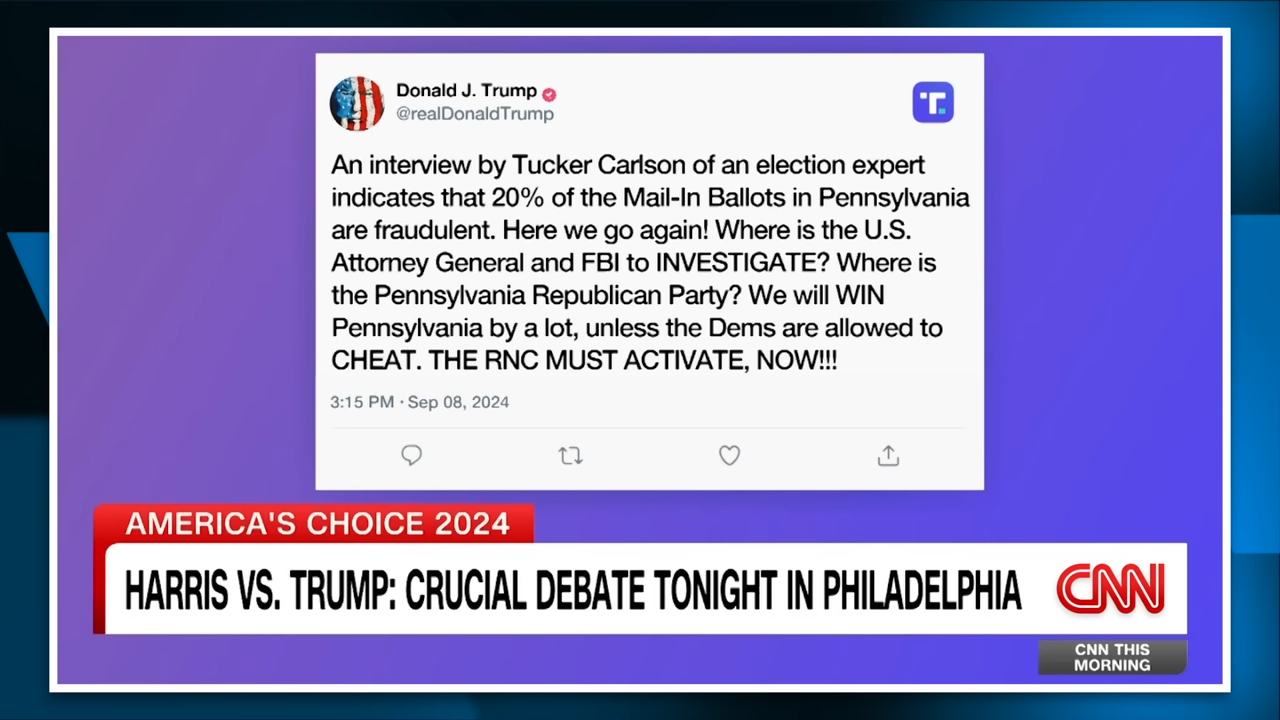 Donald J. Trump
@realDonaldTrump
T.
An interview by Tucker Carlson of an election expert
indicates that 20% of the Mail-In Ballots in Pennsylvania
are fraudulent. Here we go again! Where is the U.S.
Attorney General and FBI to INVESTIGATE? Where is
the Pennsylvania Republican Party? We will WIN
Pennsylvania by a lot, unless the Dems are allowed to
CHEAT. THE RNC MUST ACTIVATE, NOW!!!
3:15 PM · Sep 08, 2024
AMERICA'S CHOICE 2024
HARRIS VS. TRUMP: CRUCIAL DEBATE TONIGHT IN PHILADELPHIA
CNN
CNN THIS
MORNING